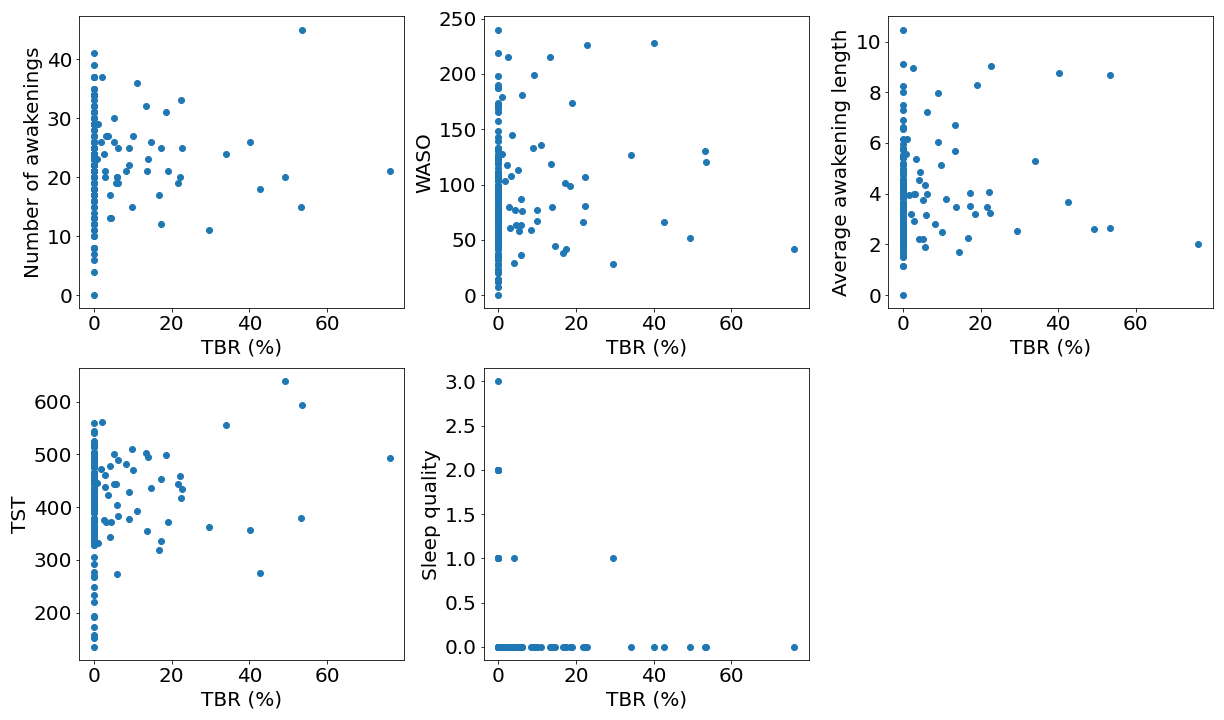 Number of awakenings
40
30
20
10
0
0 20 40 60
TBR (%)
WASO
250
200
150
100
50
0
0 20 40 60
TBR (%)
Average awakening length
10
8
6
4
2
0
0 20 40 60
TBR (%)
TST
600
500
400
300
200
0 20 40 60
TBR (%)
Sleep quality
3.0
2.5
2.0
1.5
1.0
0.5
0.0
0 20 40 60
TBR (%)